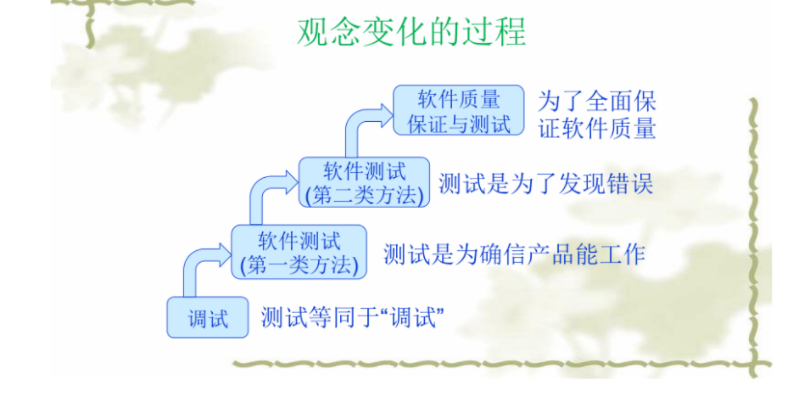 观念变化的过程
软件质量
保证与测试
为了全面保
证软件质量
软件测试
(第二类方法)
测试是为了发现错误
软件测试
(第一类方法)
测试是为确信产品能工作
调试
测试等同于“调试”